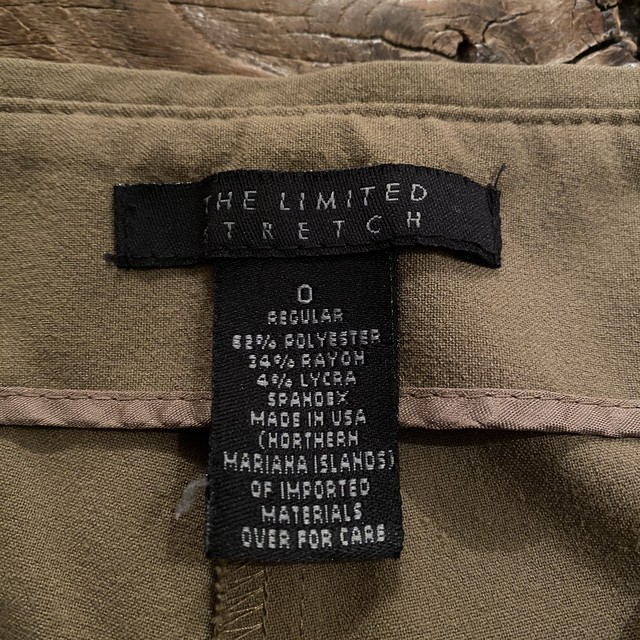 THE LIMITED
STRETCH
0
REGULAR
62% POLYESTER
34% RAYON
4% LYCRA
SPANDEX
MADE IN USA
(NORTHERN
MARIANA ISLANDS)
OF IMPORTED
MATERIALS
OVER FOR CARE